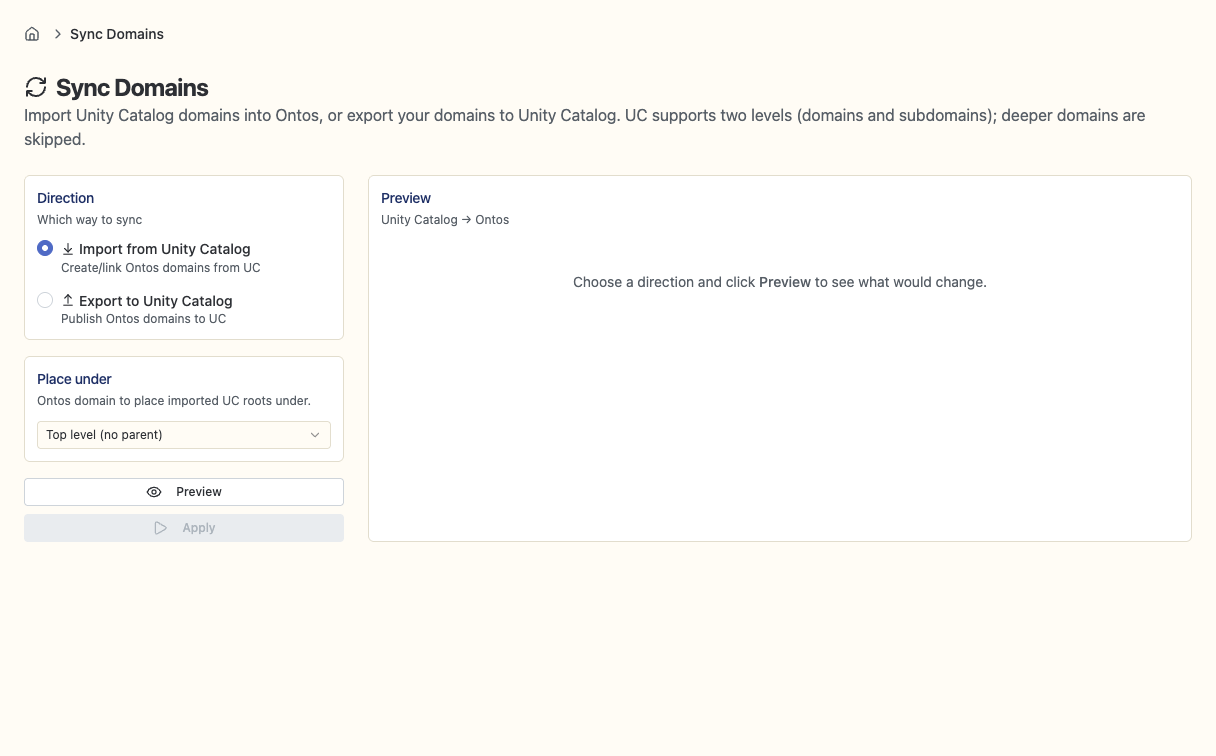 Sync Domains
Sync Domains
Import Unity Catalog domains into Ontos, or export your domains to Unity Catalog. UC supports two levels (domains and subdomains); deeper domains are
skipped.
Direction
Which way to sync
Import from Unity Catalog
Create/link Ontos domains from UC
Export to Unity Catalog
Publish Ontos domains to UC
Place under
Ontos domain to place imported UC roots under.
Top level (no parent)
Preview
Apply
Preview
Unity Catalog → Ontos
Choose a direction and click Preview to see what would change.